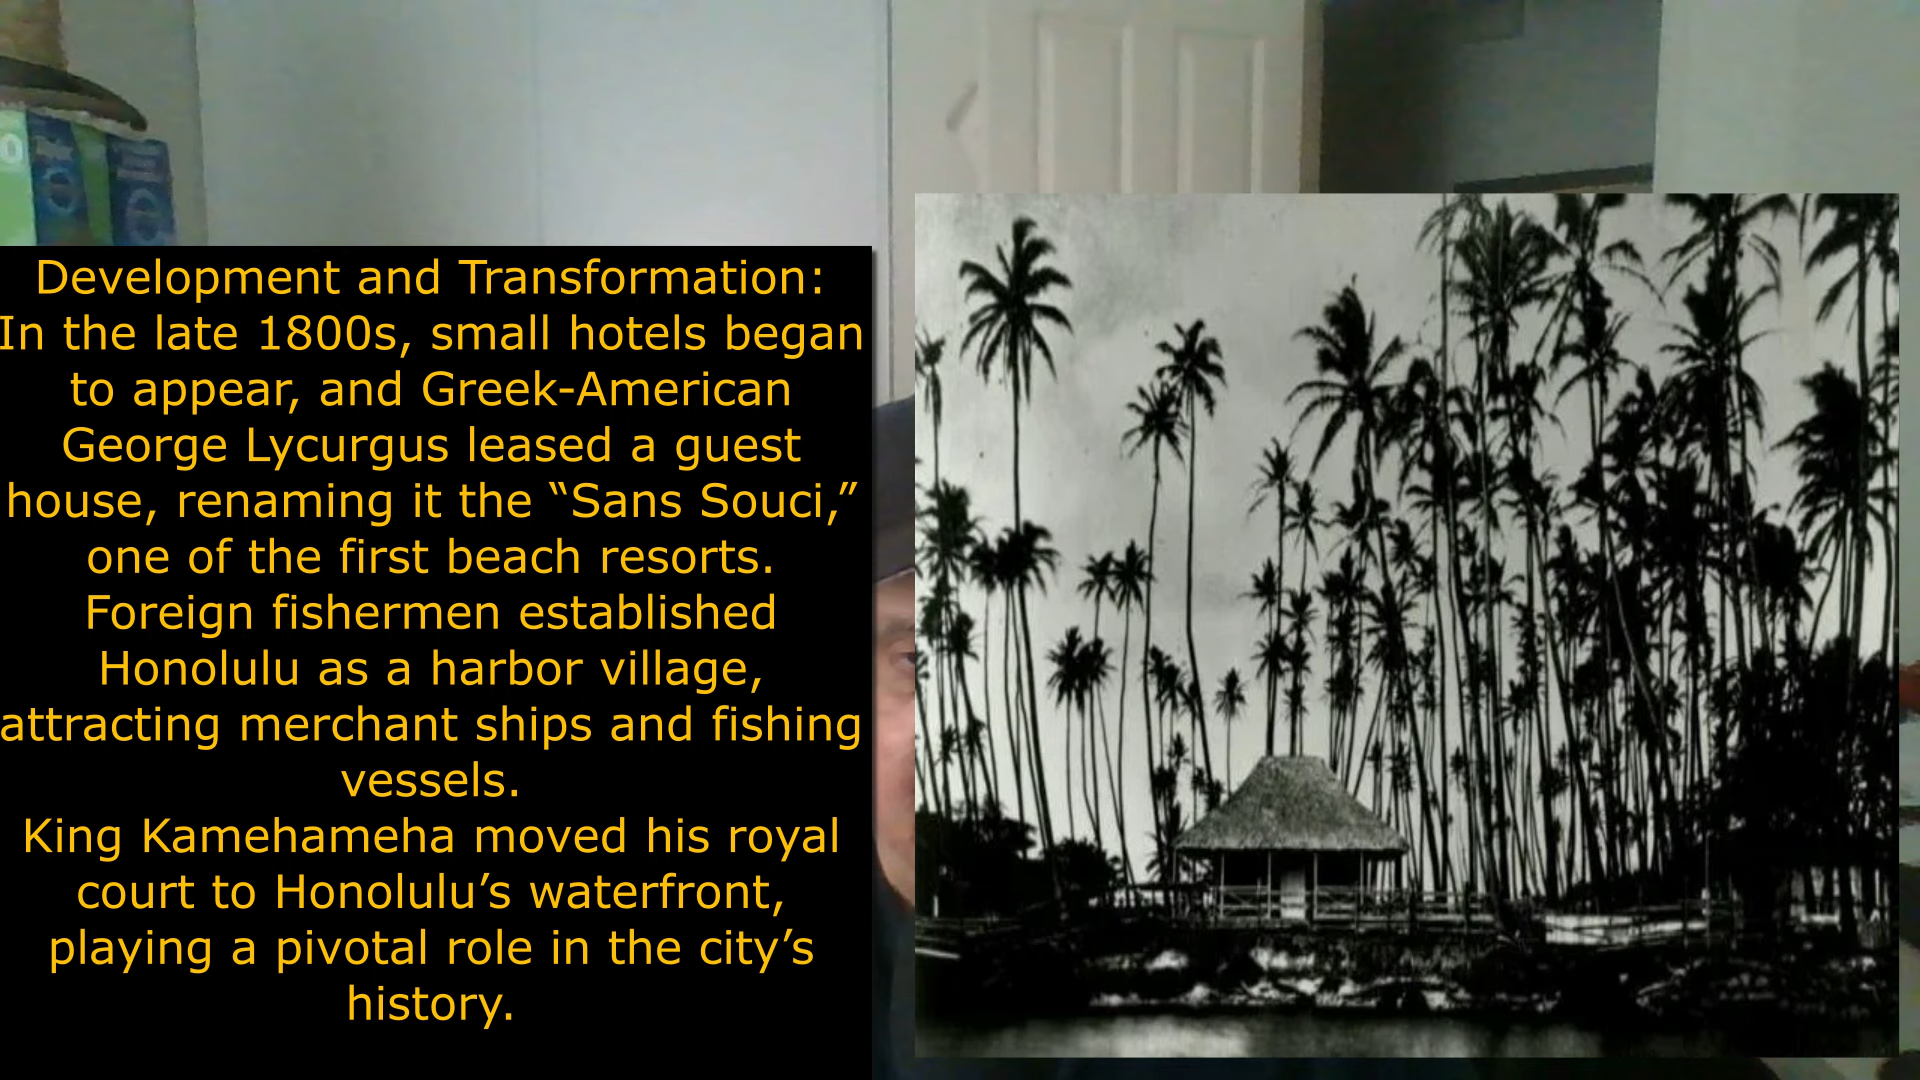 Development and Transformation:
In the late 1800s, small hotels began
to appear, and Greek-American
George Lycurgus leased a guest
house, renaming it the “Sans Souci,”
one of the first beach resorts.
Foreign fishermen established
Honolulu as a harbor village,
attracting merchant ships and fishing
vessels.
King Kamehameha moved his royal
court to Honolulu’s waterfront,
playing a pivotal role in the city’s
history.